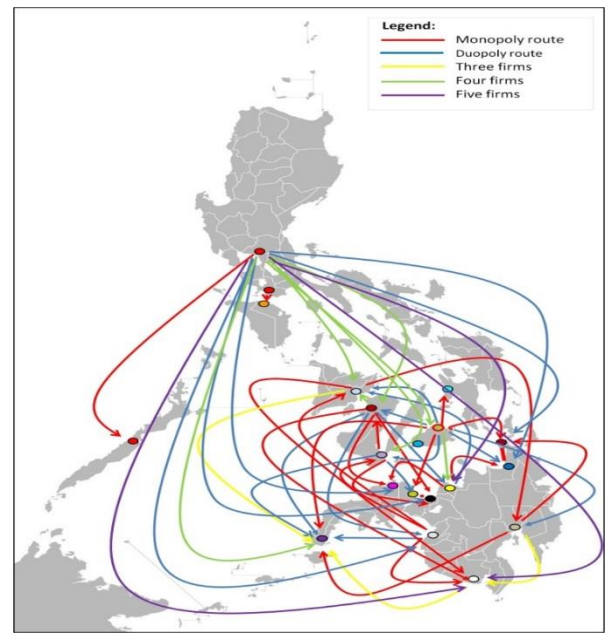 Legend:
Monopoly route
Duopoly route
Three firms
Four firms
Five firms